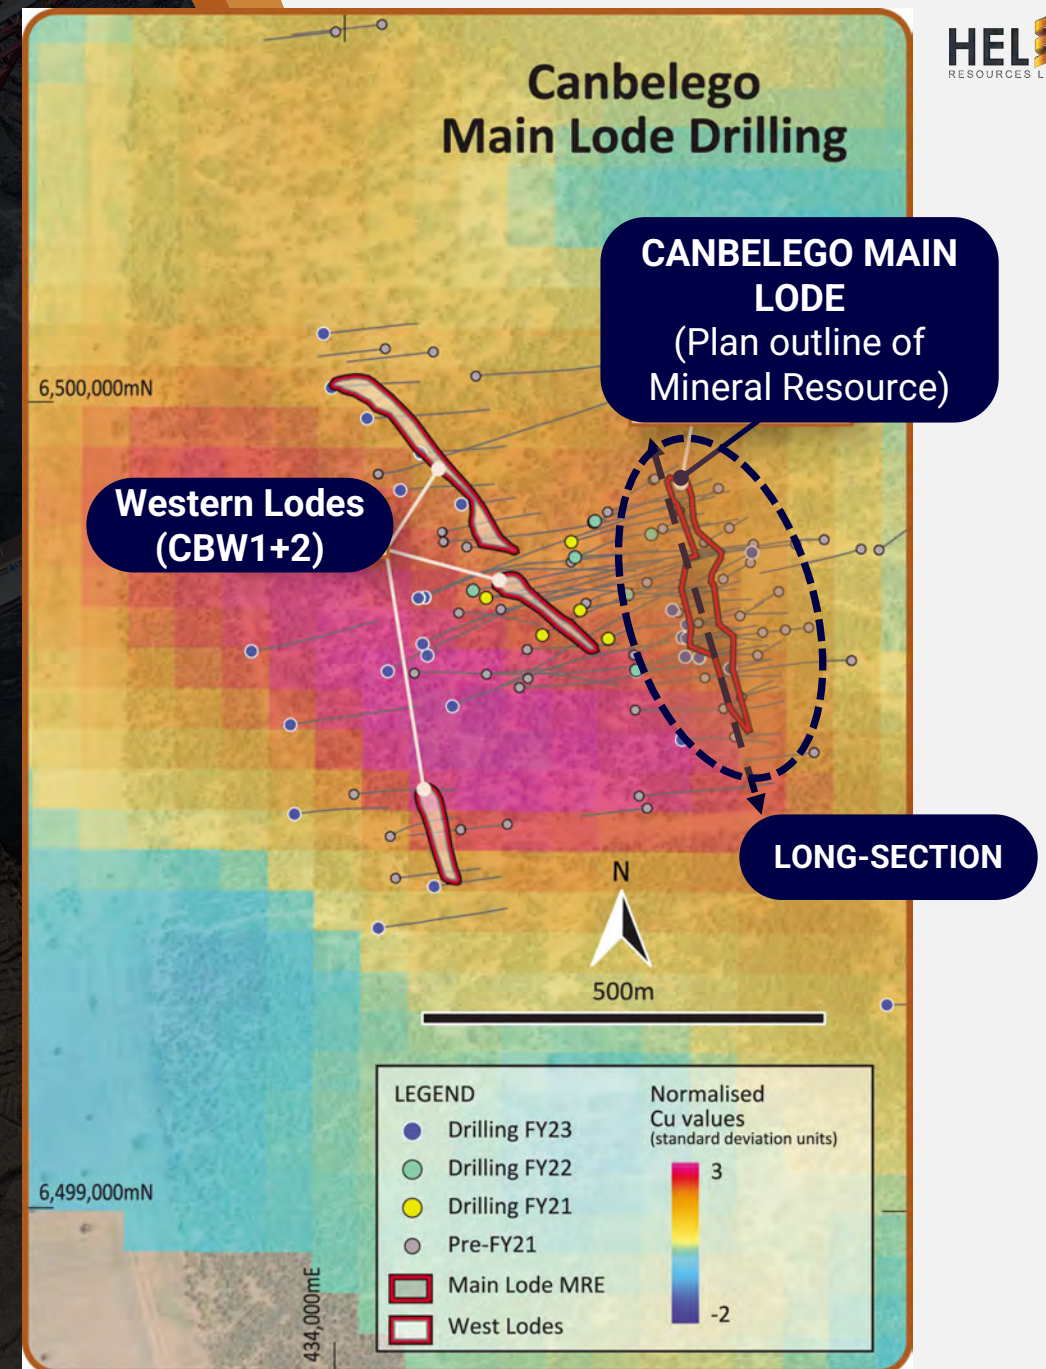 HEL
RESOURCES L
Canbelego
Main Lode Drilling
CANBELEGO MAIN
LODE
(Plan outline of
Mineral Resource)
6,500,000mN
Western Lodes
(CBW1+2)
LONG-SECTION
N
500m
LEGEND
Drilling FY23
Drilling FY22
Drilling FY21
Pre-FY21
Main Lode MRE
West Lodes
Normalised
Cu values
(standard deviation units)
3
-2
6,499,000mN
434,000mE